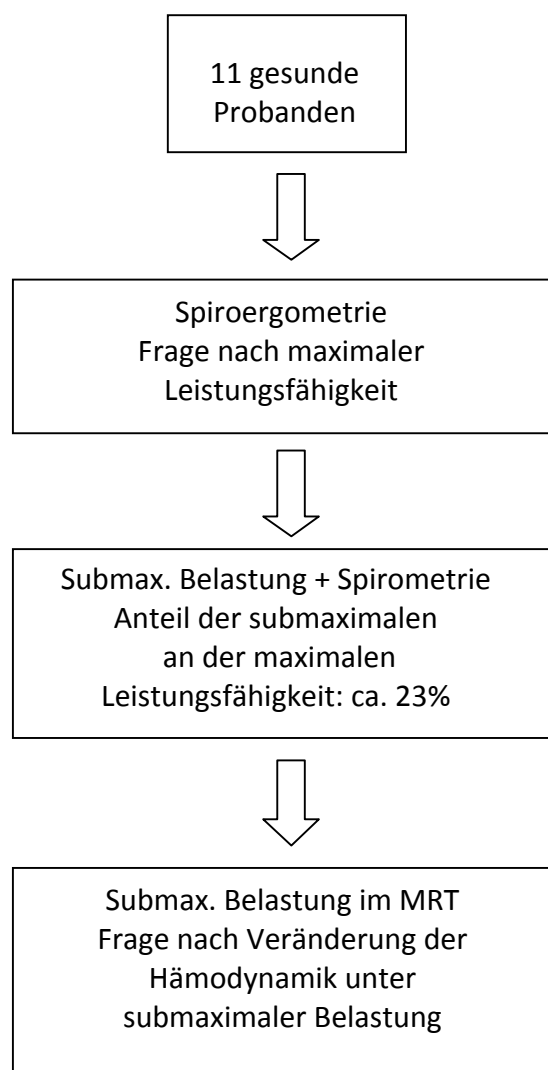 11 gesunde
Probanden
Spiroergometrie
Frage nach maximaler
Leistungsfähigkeit
Submax. Belastung + Spirometrie
Anteil der submaximalen
an der maximalen
Leistungsfähigkeit: ca. 23%
Submax. Belastung im MRT
Frage nach Veränderung der
Hämodynamik unter
submaximaler Belastung